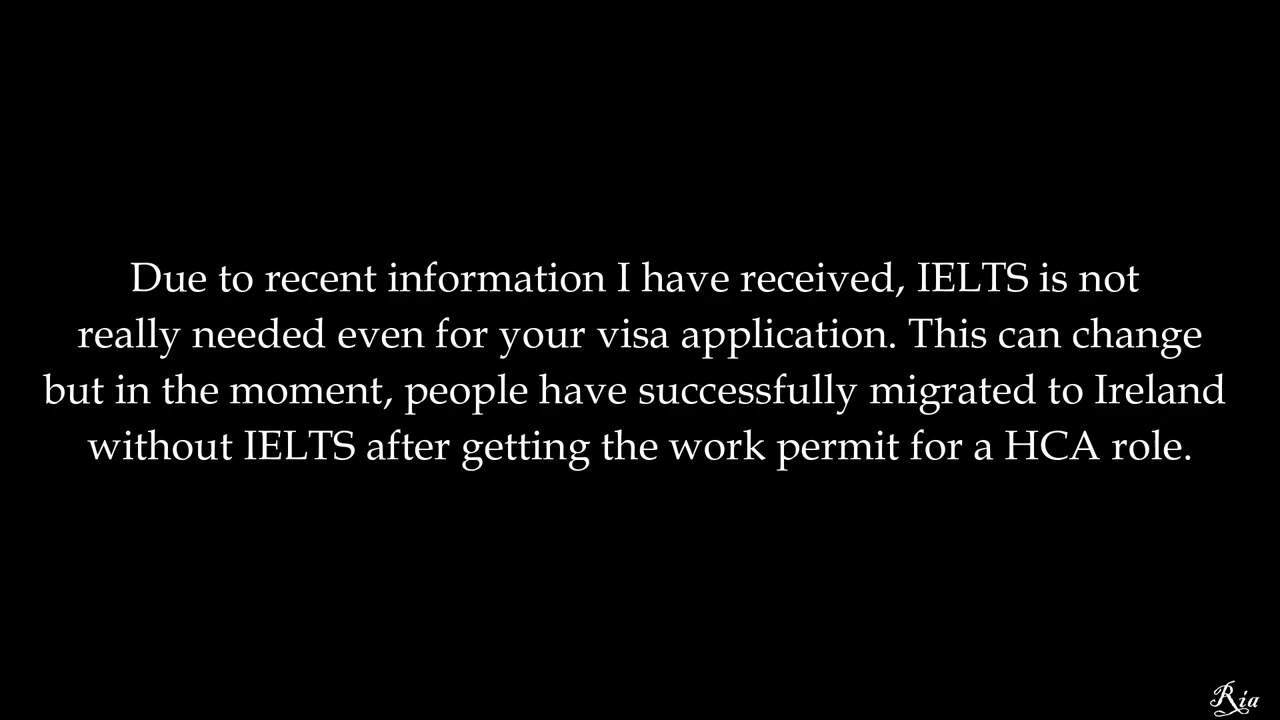 Due to recent information I have received, IELTS is not
really needed even for your visa application. This can change
but in the moment, people have successfully migrated to Ireland
without IELTS after getting the work permit for a HCA role.
Ria